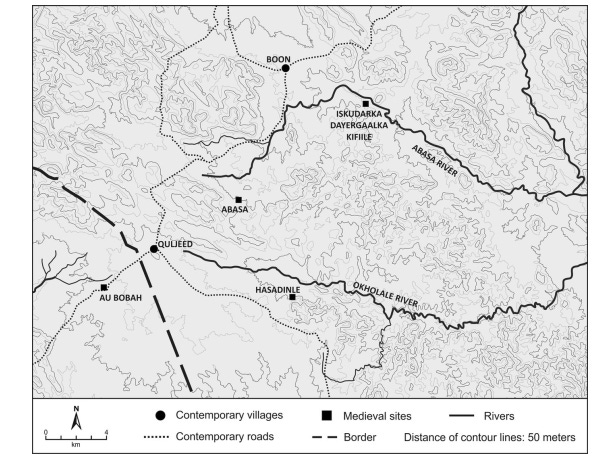 BOON
ISKUDARKA
DAYERGAALKA
KIFIILE
ABASA RIVER
ABASA
QULJEED
HASADINLE
OKHOLALE RIVER
AU BOBAH
N
0 4
km
Contemporary villages
Medieval sites
Rivers
Contemporary roads
Border
Distance of contour lines: 50 meters